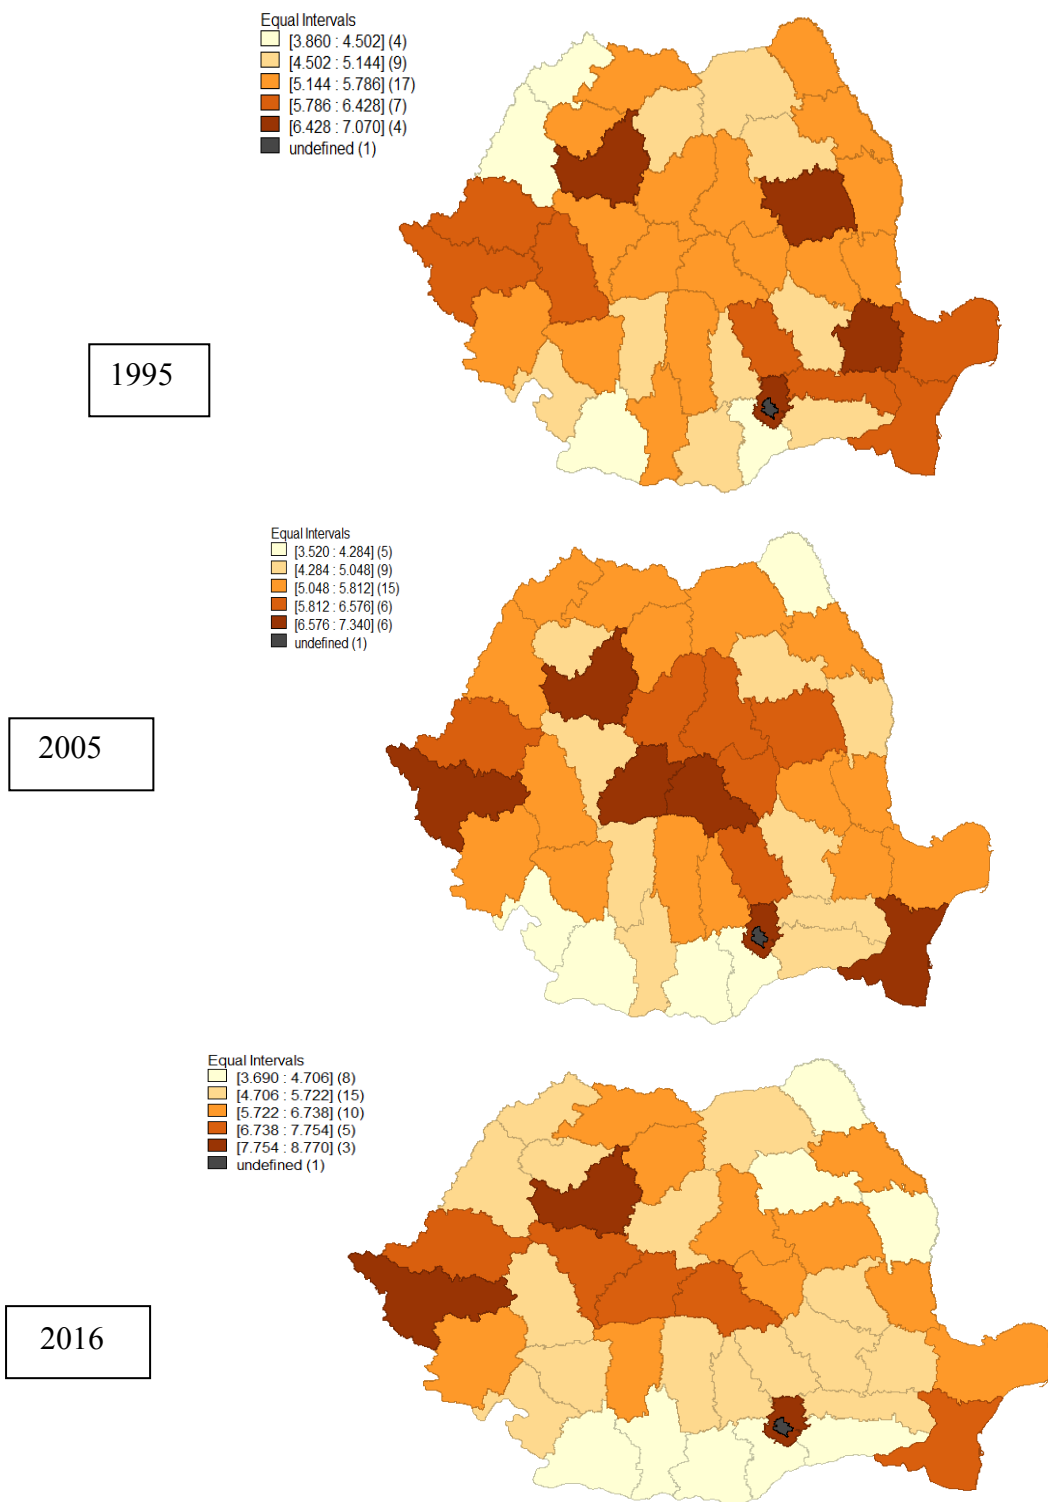 Equal Intervals
[3.860 : 4.502] (4)
[4.502 : 5.144] (9)
[5.144 : 5.786] (17)
[5.786 : 6.428] (7)
[6.428 : 7.070] (4)
undefined (1)
1995
Equal Intervals
[3.520 : 4.284] (5)
[4.284 : 5.048] (9)
[5.048 : 5.812] (15)
[5.812 : 6.576] (6)
[6.576 : 7.340] (6)
undefined (1)
2005
Equal Intervals
[3.690 : 4.706] (8)
[4.706 : 5.722] (15)
[5.722 : 6.738] (10)
[6.738 : 7.754] (5)
[7.754 : 8.770] (3)
undefined (1)
2016